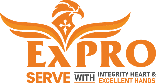 EXPRO
SERVE WITH INTEGRITY HEART &
EXCELLENT HANDS